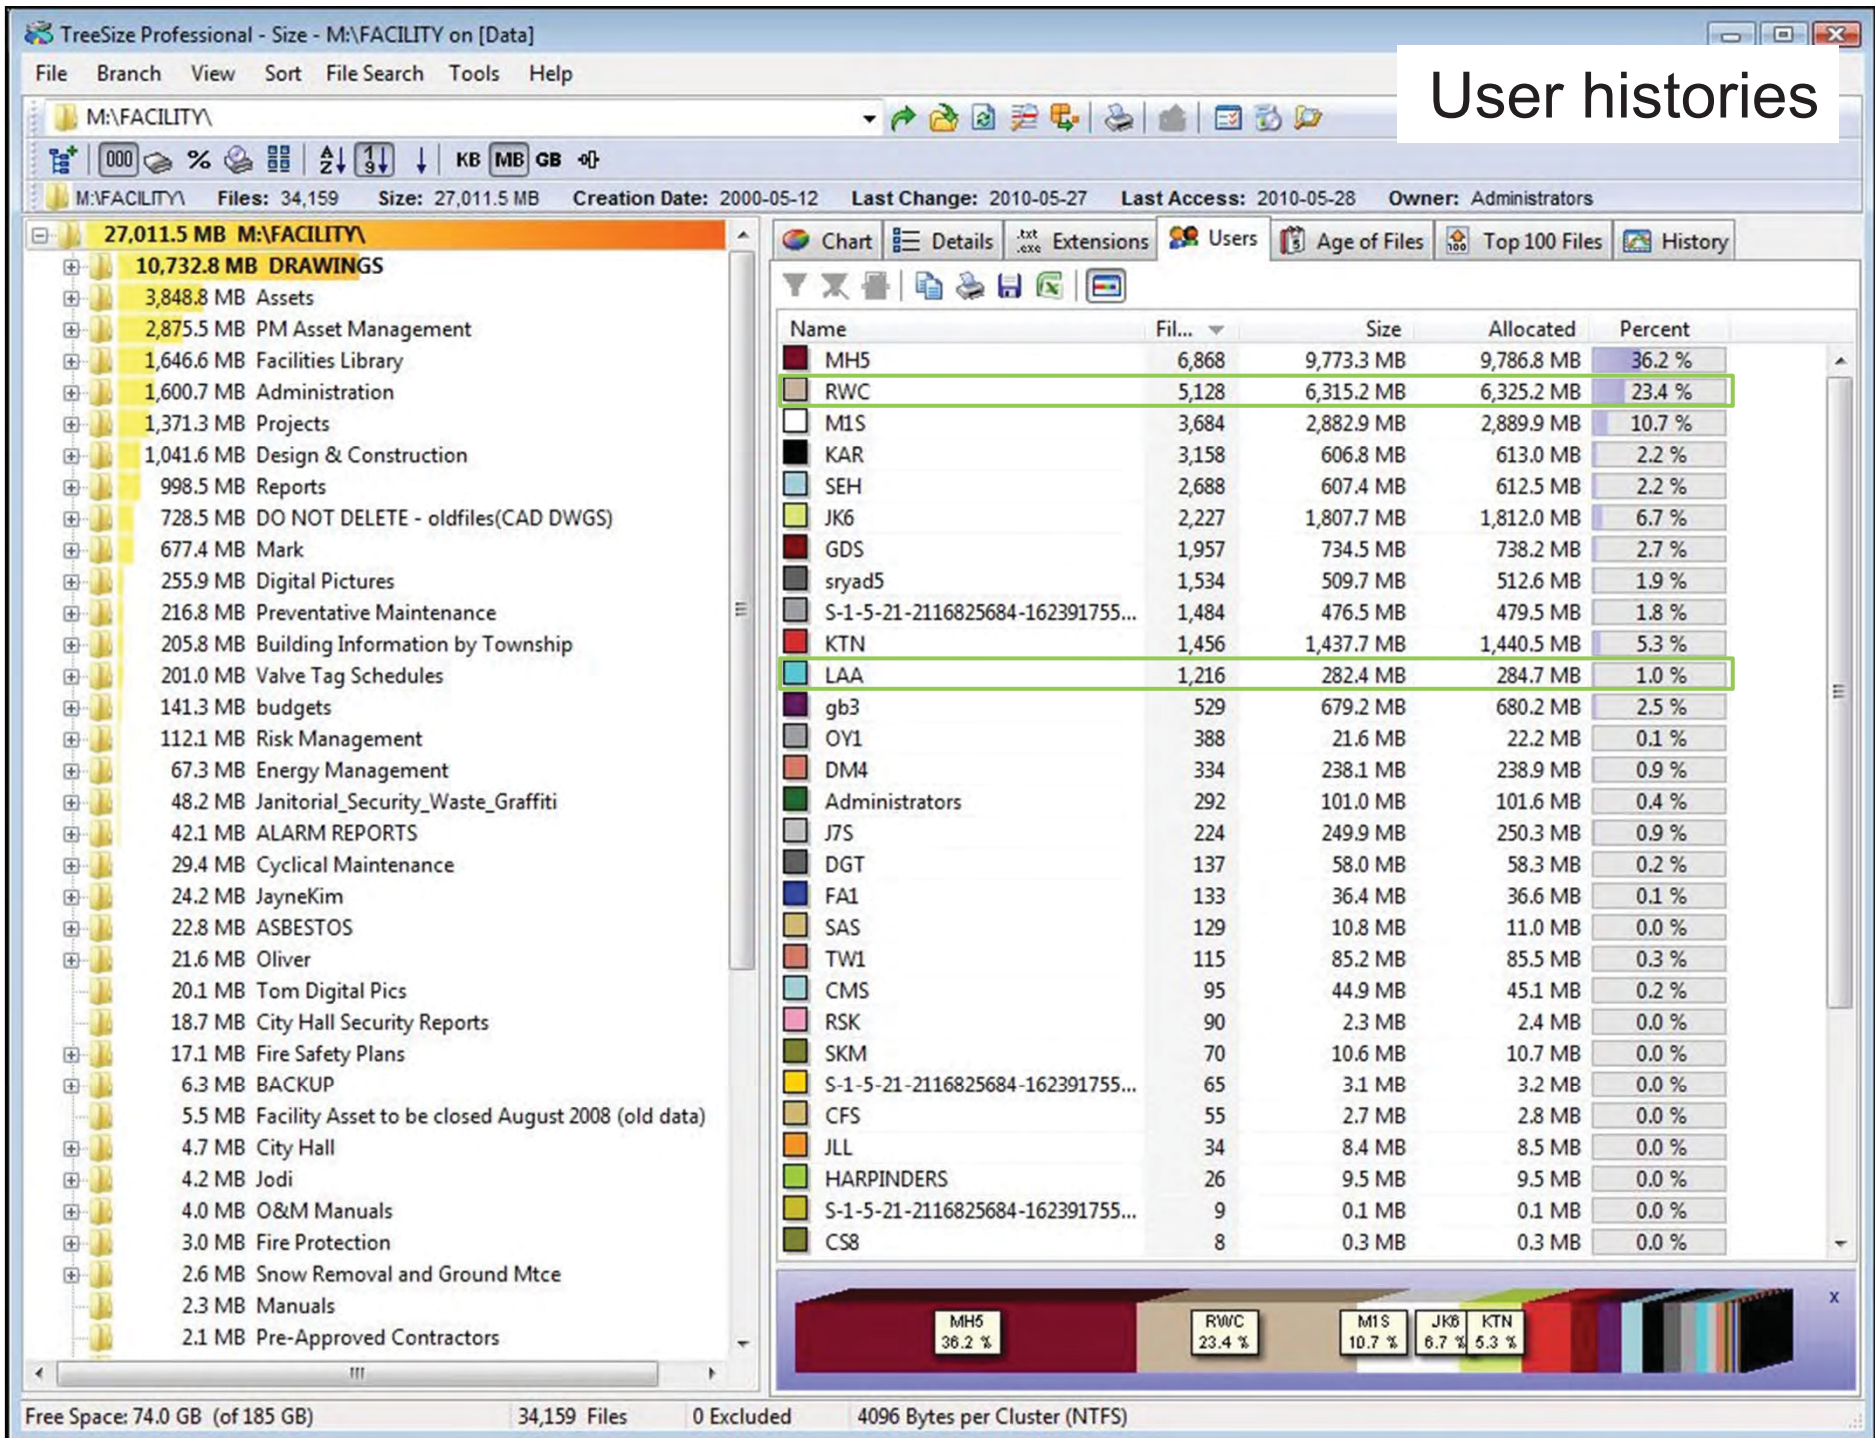 TreeSize Professional - Size - M:\FACILITY on [Data]
User histories
File Branch View Sort File Search Tools Help
M:\FACILITY\
000 % KB MB GB
M:\FACILITY\ Files: 34,159 Size: 27,011.5 MB Creation Date: 2000-05-12 Last Change: 2010-05-27 Last Access: 2010-05-28 Owner: Administrators
27,011.5 MB M:\FACILITY\
10,732.8 MB DRAWINGS
3,848.8 MB Assets
2,875.5 MB PM Asset Management
1,646.6 MB Facilities Library
1,600.7 MB Administration
1,371.3 MB Projects
1,041.6 MB Design & Construction
998.5 MB Reports
728.5 MB DO NOT DELETE - oldfiles(CAD DWGS)
677.4 MB Mark
255.9 MB Digital Pictures
216.8 MB Preventative Maintenance
205.8 MB Building Information by Township
201.0 MB Valve Tag Schedules
141.3 MB budgets
112.1 MB Risk Management
67.3 MB Energy Management
48.2 MB Janitorial_Security_Waste_Graffiti
42.1 MB ALARM REPORTS
29.4 MB Cyclical Maintenance
24.2 MB JayneKim
22.8 MB ASBESTOS
21.6 MB Oliver
20.1 MB Tom Digital Pics
18.7 MB City Hall Security Reports
17.1 MB Fire Safety Plans
6.3 MB BACKUP
5.5 MB Facility Asset to be closed August 2008 (old data)
4.7 MB City Hall
4.2 MB Jodi
4.0 MB O&M Manuals
3.0 MB Fire Protection
2.6 MB Snow Removal and Ground Mtce
2.3 MB Manuals
2.1 MB Pre-Approved Contractors
Chart Details .txt .exe Extensions Users Age of Files Top 100 Files History
Name Fil... Size Allocated Percent
MH5 6,868 9,773.3 MB 9,786.8 MB 36.2 %
RWC 5,128 6,315.2 MB 6,325.2 MB 23.4 %
M1S 3,684 2,882.9 MB 2,889.9 MB 10.7 %
KAR 3,158 606.8 MB 613.0 MB 2.2 %
SEH 2,688 607.4 MB 612.5 MB 2.2 %
JK6 2,227 1,807.7 MB 1,812.0 MB 6.7 %
GDS 1,957 734.5 MB 738.2 MB 2.7 %
sryad5 1,534 509.7 MB 512.6 MB 1.9 %
S-1-5-21-2116825684-162391755... 1,484 476.5 MB 479.5 MB 1.8 %
KTN 1,456 1,437.7 MB 1,440.5 MB 5.3 %
LAA 1,216 282.4 MB 284.7 MB 1.0 %
gb3 529 679.2 MB 680.2 MB 2.5 %
OY1 388 21.6 MB 22.2 MB 0.1 %
DM4 334 238.1 MB 238.9 MB 0.9 %
Administrators 292 101.0 MB 101.6 MB 0.4 %
J7S 224 249.9 MB 250.3 MB 0.9 %
DGT 137 58.0 MB 58.3 MB 0.2 %
FA1 133 36.4 MB 36.6 MB 0.1 %
SAS 129 10.8 MB 11.0 MB 0.0 %
TW1 115 85.2 MB 85.5 MB 0.3 %
CMS 95 44.9 MB 45.1 MB 0.2 %
RSK 90 2.3 MB 2.4 MB 0.0 %
SKM 70 10.6 MB 10.7 MB 0.0 %
S-1-5-21-2116825684-162391755... 65 3.1 MB 3.2 MB 0.0 %
CFS 55 2.7 MB 2.8 MB 0.0 %
JLL 34 8.4 MB 8.5 MB 0.0 %
HARPINDERS 26 9.5 MB 9.5 MB 0.0 %
S-1-5-21-2116825684-162391755... 9 0.1 MB 0.1 MB 0.0 %
CS8 8 0.3 MB 0.3 MB 0.0 %
MH5 RWC M1S JK6 KTN
36.2 % 23.4 % 10.7 % 6.7 % 5.3 %
Free Space: 74.0 GB (of 185 GB) 34,159 Files 0 Excluded 4096 Bytes per Cluster (NTFS)